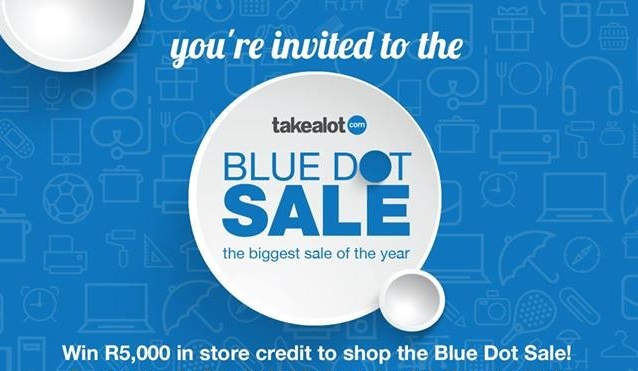 you're invited to the
takealot.com
BLUE DOT
SALE
the biggest sale of the year
Win R5,000 in store credit to shop the Blue Dot Sale!